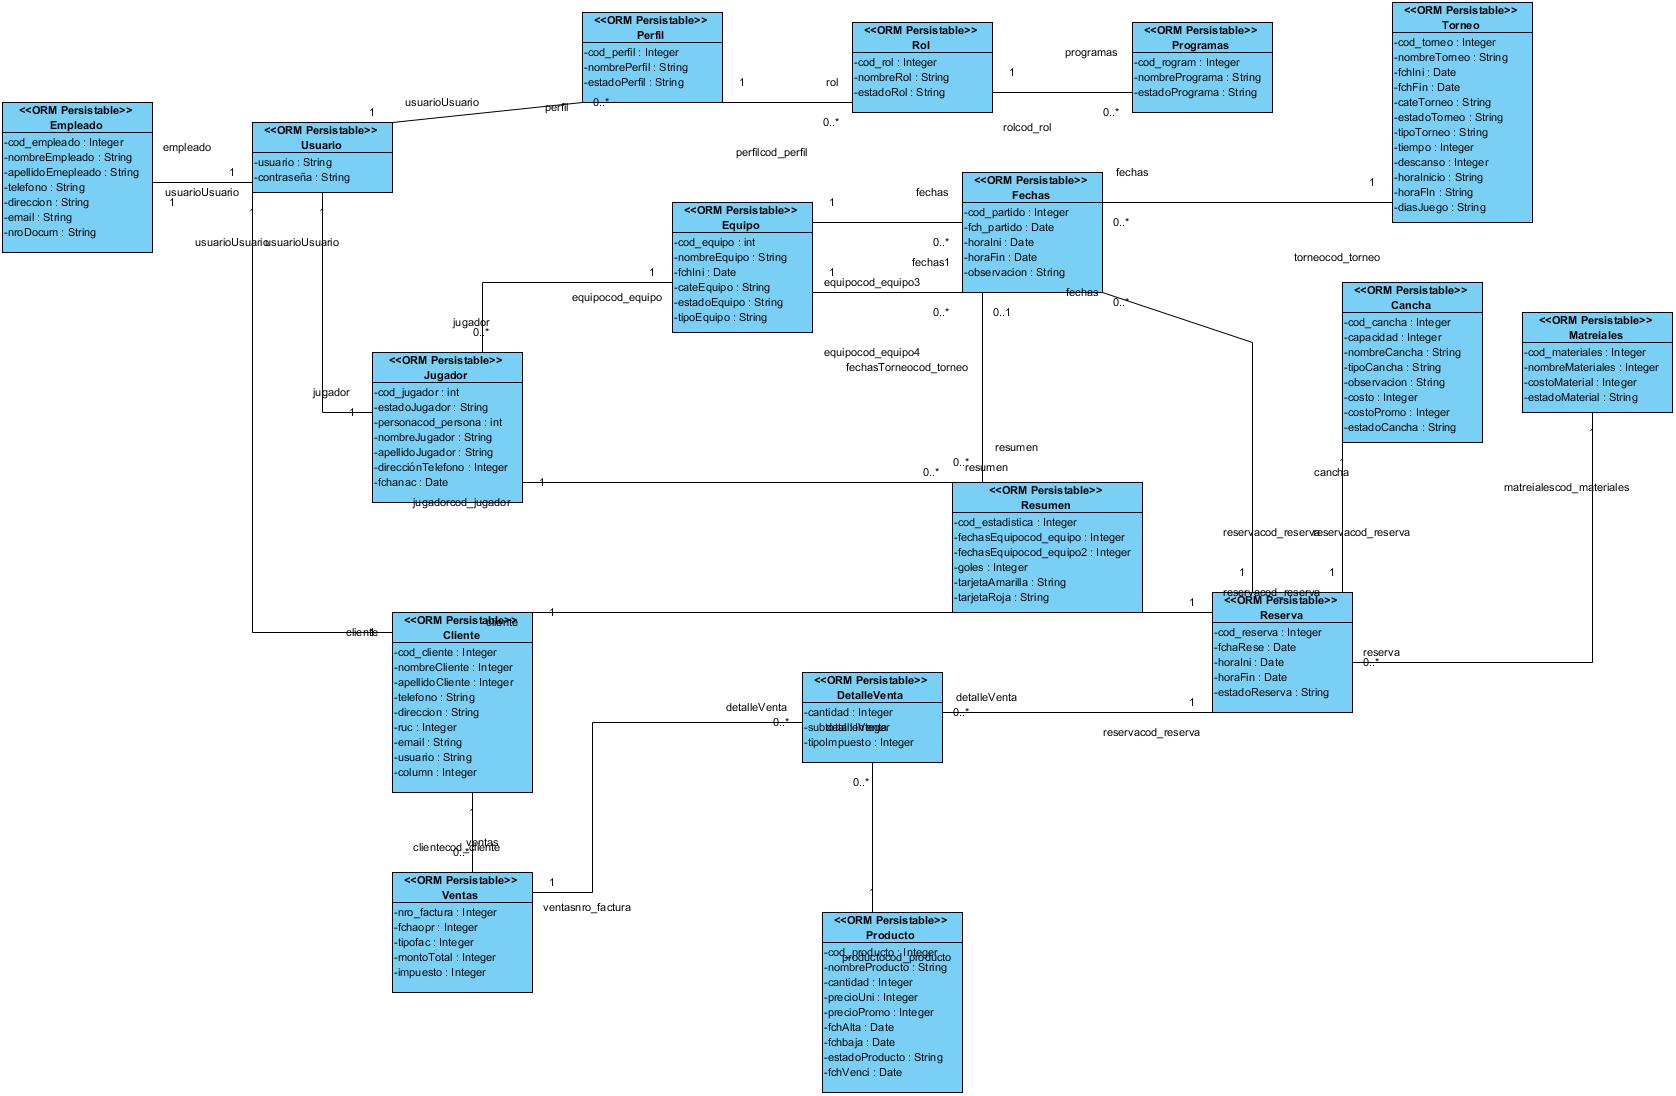 <<ORM Persistable>>
Perfil
-cod_perfil : Integer
-nombrePerfil : String
-estadoPerfil : String
<<ORM Persistable>>
Rol
-cod_rol : Integer
-nombreRol : String
-estadoRol : String
<<ORM Persistable>>
Programas
-cod_rogram : Integer
-nombrePrograma : String
-estadoPrograma : String
<<ORM Persistable>>
Torneo
-cod_torneo : Integer
-nombreTorneo : String
-fchIni : Date
-fchFin : Date
-cateTorneo : String
-estadoTorneo : String
-tipoTorneo : String
-tiempo : Integer
-descanso : Integer
-horaInicio : String
-horaFIn : String
-diasJuego : String
programas
1
0..*
rolcod_rol
1
rol
0..*
perfilcod_perfil
usuarioUsuario
1
perfil
0..*
<<ORM Persistable>>
Empleado
-cod_empleado : Integer
-nombreEmpleado : String
-apellidoEmepleado : String
-telefono : String
-direccion : String
-email : String
-nroDocum : String
empleado
1
usuarioUsuario
1
<<ORM Persistable>>
Usuario
-usuario : String
-contraseña : String
1
1
usuarioUsuario
usuarioUsuario
<<ORM Persistable>>
Equipo
-cod_equipo : int
-nombreEquipo : String
-fchIni : Date
-cateEquipo : String
-estadoEquipo : String
-tipoEquipo : String
<<ORM Persistable>>
Fechas
-cod_partido : Integer
-fch_partido : Date
-horaIni : Date
-horaFin : Date
-observacion : String
fechas
1
0..*
fechas1
1
equipocod_equipo3
0..*
0..1
equipocod_equipo4
fechasTorneocod_torneo
fechas
1
0..*
torneocod_torneo
fechas
0..*
1
equipocod_equipo
jugador
0..*
<<ORM Persistable>>
Jugador
-cod_jugador : int
-estadoJugador : String
-personacod_persona : int
-nombreJugador : String
-apellidoJugador : String
-direcciónTelefono : Integer
-fchanac : Date
jugador
1
1
jugadorcod_jugador
<<ORM Persistable>>
Cancha
-cod_cancha : Integer
-capacidad : Integer
-nombreCancha : String
-tipoCancha : String
-observacion : String
-costo : Integer
-costoPromo : Integer
-estadoCancha : String
<<ORM Persistable>>
Matreiales
-cod_materiales : Integer
-nombreMateriales : Integer
-costoMaterial : Integer
-estadoMaterial : String
resumen
0..*
resumen
0..*
<<ORM Persistable>>
Resumen
-cod_estadistica : Integer
-fechasEquipocod_equipo : Integer
-fechasEquipocod_equipo2 : Integer
-goles : Integer
-tarjetaAmarilla : String
-tarjetaRoja : String
1
cancha
1
matreialescod_materiales
reservacod_reserva
reservacod_reserva
1
1
reservacod_reserva
1
<<ORM Persistable>>
Reserva
-cod_reserva : Integer
-fchaRese : Date
-horaIni : Date
-horaFin : Date
-estadoReserva : String
reserva
0..*
<<ORM Persistable>>
Cliente
-cod_cliente : Integer
-nombreCliente : Integer
-apellidoCliente : Integer
-telefono : String
-direccion : String
-ruc : Integer
-email : String
-usuario : String
-column : Integer
cliente
1
cliente
1
<<ORM Persistable>>
DetalleVenta
-cantidad : Integer
-tipoImpuesto : Integer
detalleVenta
detalleVenta
0..*
detalleVenta
0..*
1
reservacod_reserva
0..*
1
ventas
clientecod_cliente
0..*
<<ORM Persistable>>
Ventas
-nro_factura : Integer
-fchaopr : Integer
-tipofac : Integer
-montoTotal : Integer
-impuesto : Integer
1
ventasnro_factura
1
<<ORM Persistable>>
Producto
-cod_producto : Integer
productocod_producto
-nombreProducto : String
-cantidad : Integer
-precioUni : Integer
-precioPromo : Integer
-fchAlta : Date
-fchbaja : Date
-estadoProducto : String
-fchVenci : Date